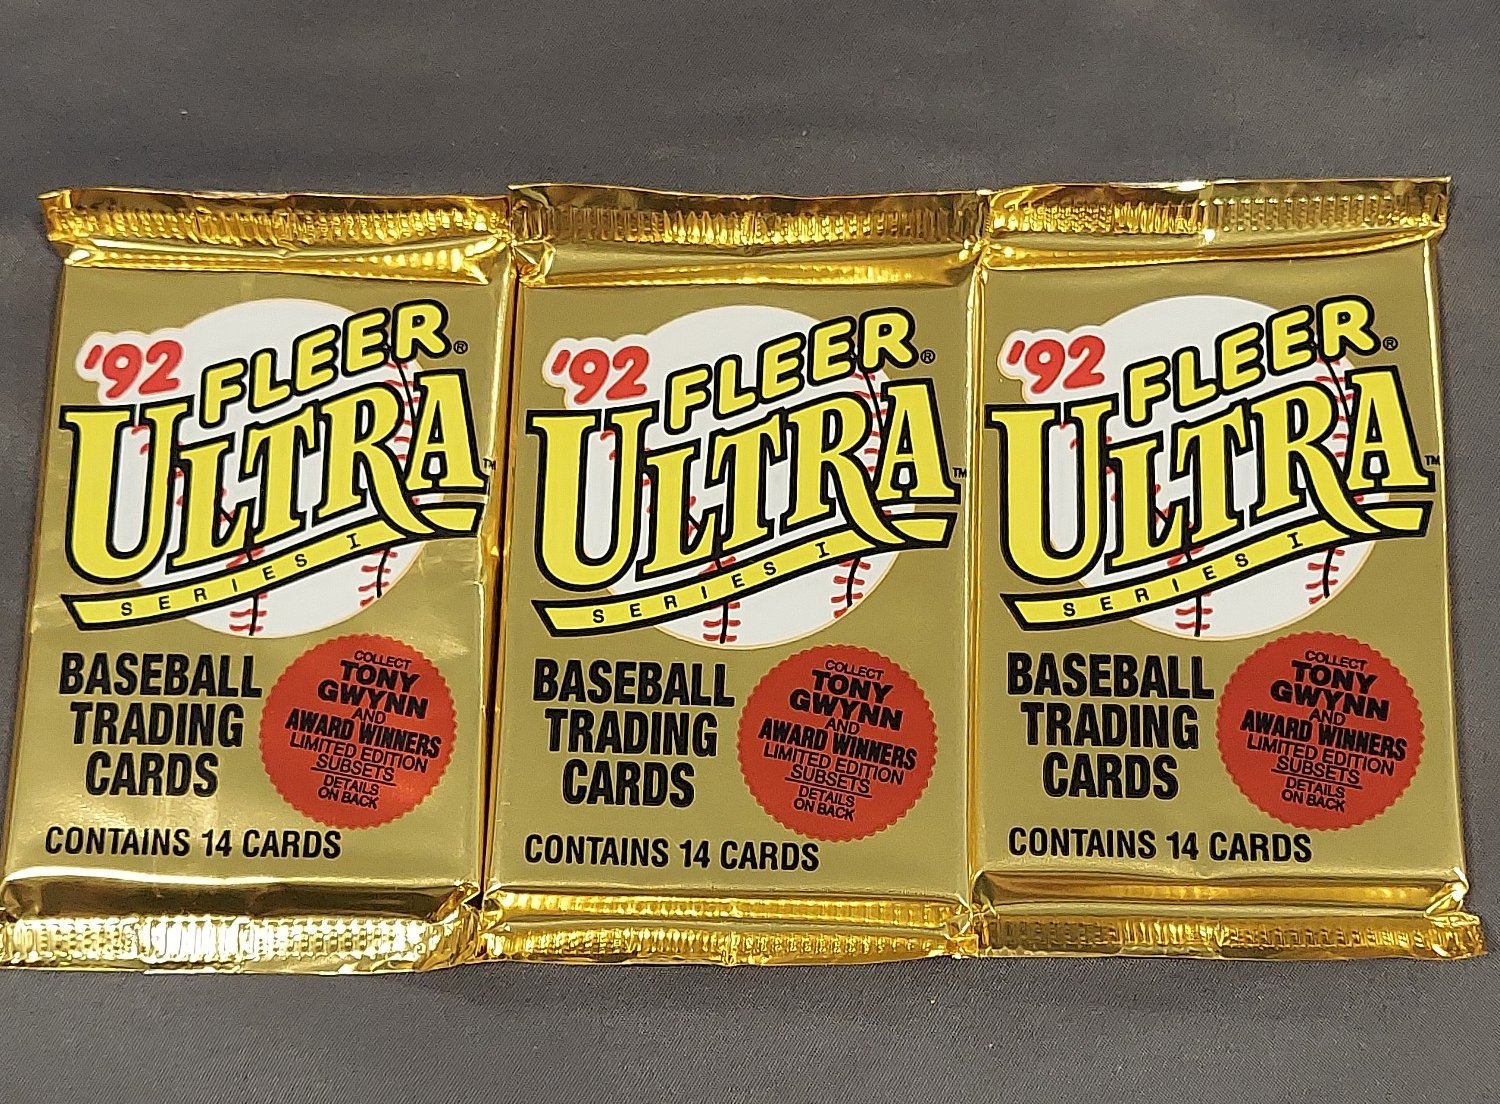 '92 FLEER®
ULTRA™
SERIES I
BASEBALL
TRADING
CARDS
COLLECT
TONY
GWYNN
AND
AWARD WINNERS
LIMITED EDITION
SUBSETS
DETAILS
ON BACK
CONTAINS 14 CARDS
'92 FLEER®
ULTRA™
SERIES I
BASEBALL
TRADING
CARDS
COLLECT
TONY
GWYNN
AND
AWARD WINNERS
LIMITED EDITION
SUBSETS
DETAILS
ON BACK
CONTAINS 14 CARDS
'92 FLEER®
ULTRA™
SERIES I
BASEBALL
TRADING
CARDS
COLLECT
TONY
GWYNN
AND
AWARD WINNERS
LIMITED EDITION
SUBSETS
DETAILS
ON BACK
CONTAINS 14 CARDS